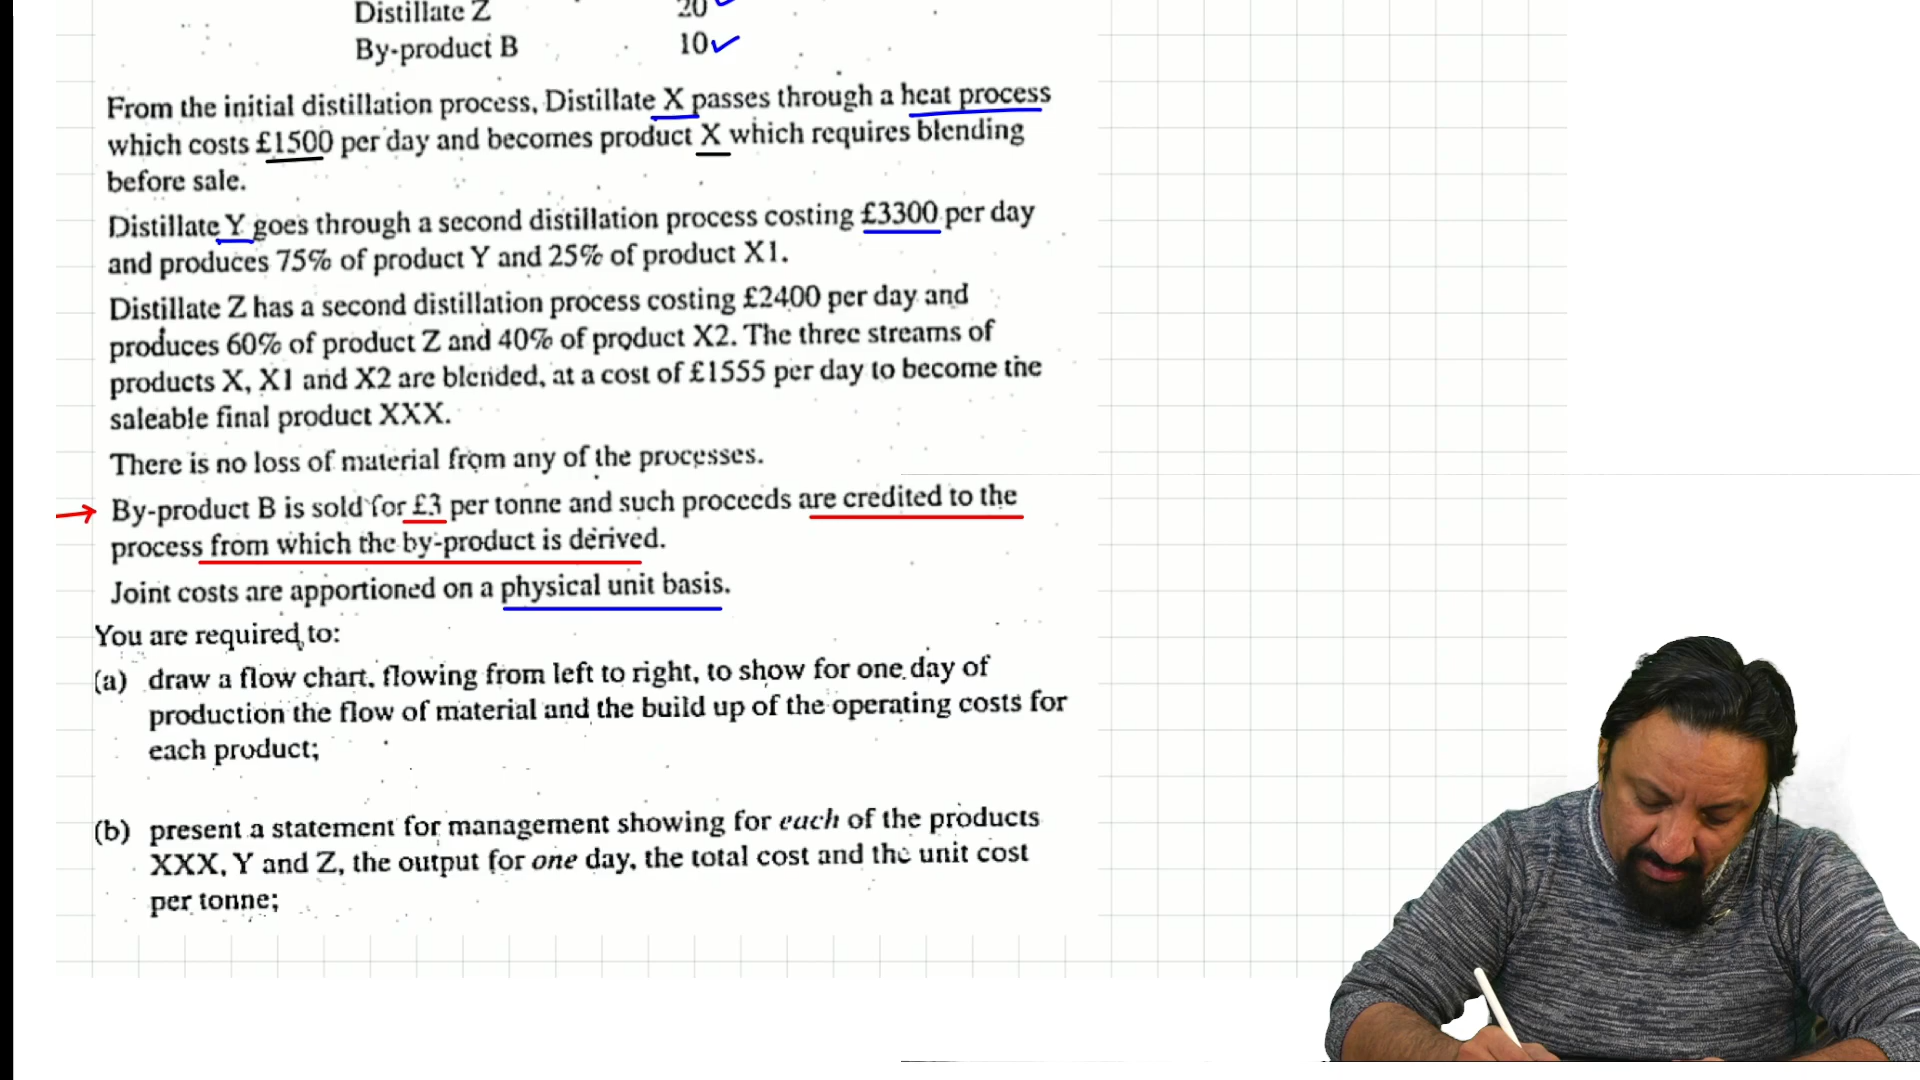 Distillate Z 20
By-product B 10
From the initial distillation process, Distillate X passes through a heat process
which costs £1500 per day and becomes product X which requires blending
before sale.
Distillate Y goes through a second distillation process costing £3300 per day
and produces 75% of product Y and 25% of product X1.
Distillate Z has a second distillation process costing £2400 per day and
produces 60% of product Z and 40% of product X2. The three streams of
products X, X1 and X2 are blended, at a cost of £1555 per day to become the
saleable final product XXX.
There is no loss of material from any of the processes.
By-product B is sold for £3 per tonne and such proceeds are credited to the
process from which the by-product is derived.
Joint costs are apportioned on a physical unit basis.
You are required to:
(a) draw a flow chart, flowing from left to right, to show for one day of
production the flow of material and the build up of the operating costs for
each product;
(b) present a statement for management showing for each of the products
XXX, Y and Z, the output for one day, the total cost and the unit cost
per tonne;